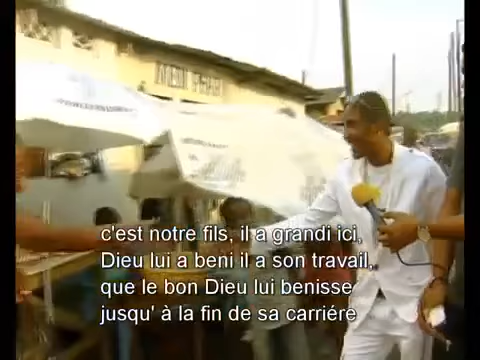 c'est notre fils, il a grandi ici,
Dieu lui a beni il a son travail,
que le bon Dieu lui benisse
jusqu' à la fin de sa carriére